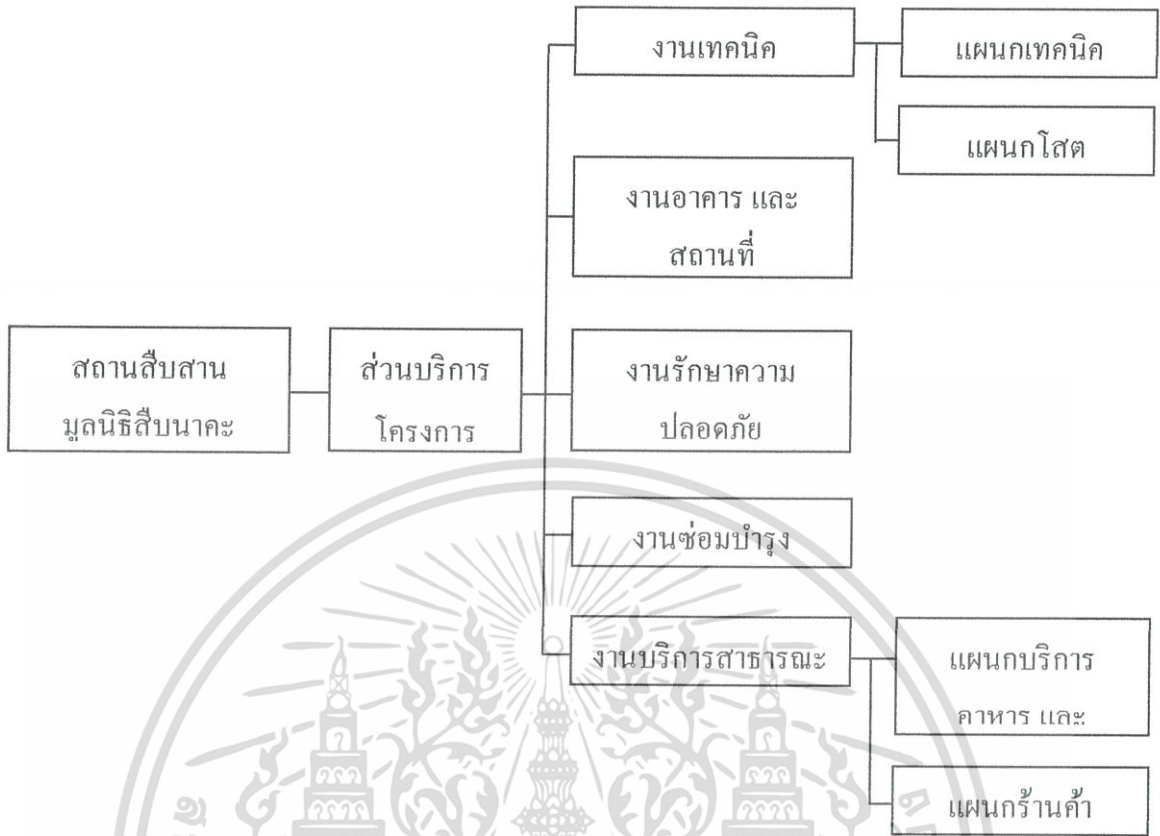 งานเทคนิค
แผนกเทคนิค
แผนกโสต
งานอาคาร และ
สถานที่
สถานสืบสาน
มูลนิธิสืบนาคะ
ส่วนบริการ
โครงการ
งานรักษาความ
ปลอดภัย
งานซ่อมบำรุง
งานบริการสาธารณะ
แผนกบริการ
อาหาร และ
แผนกร้านค้า